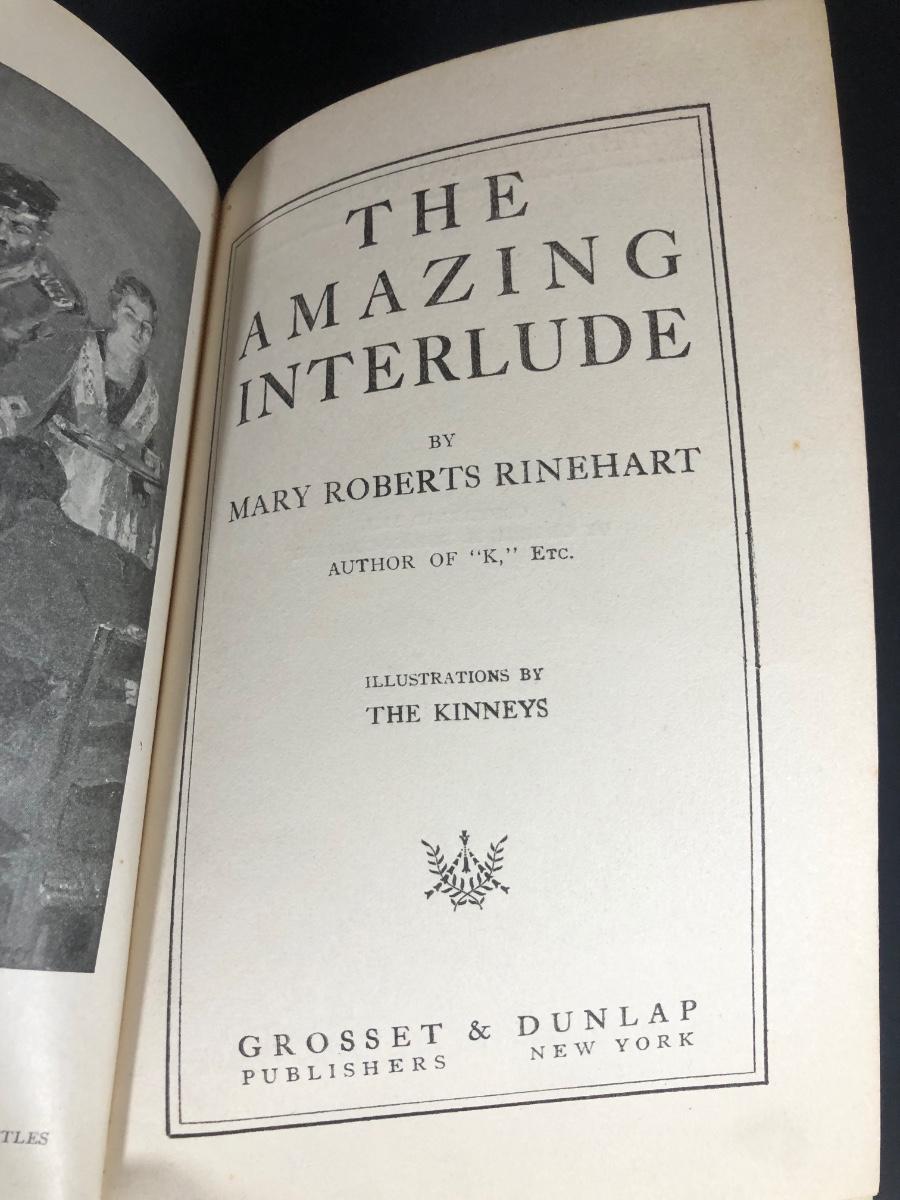 THE
AMAZING
INTERLUDE
BY
MARY ROBERTS RINEHART
AUTHOR OF "K," ETC.
ILLUSTRATIONS BY
THE KINNEYS
GROSSET & DUNLAP
PUBLISHERS NEW YORK
TLES